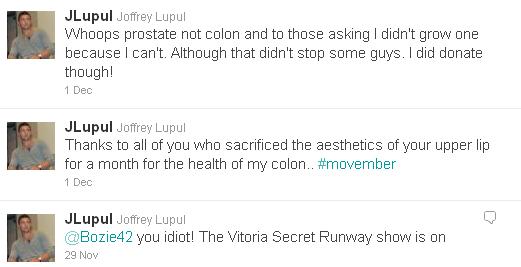 JLupul Joffrey Lupul
Whoops prostate not colon and to those asking I didn't grow one
because I can't. Although that didn't stop some guys. I did donate
though!
1 Dec
JLupul Joffrey Lupul
Thanks to all of you who sacrificed the aesthetics of your upper lip
for a month for the health of my colon.. #movember
1 Dec
JLupul Joffrey Lupul
@Bozie42 you idiot! The Vitoria Secret Runway show is on
29 Nov